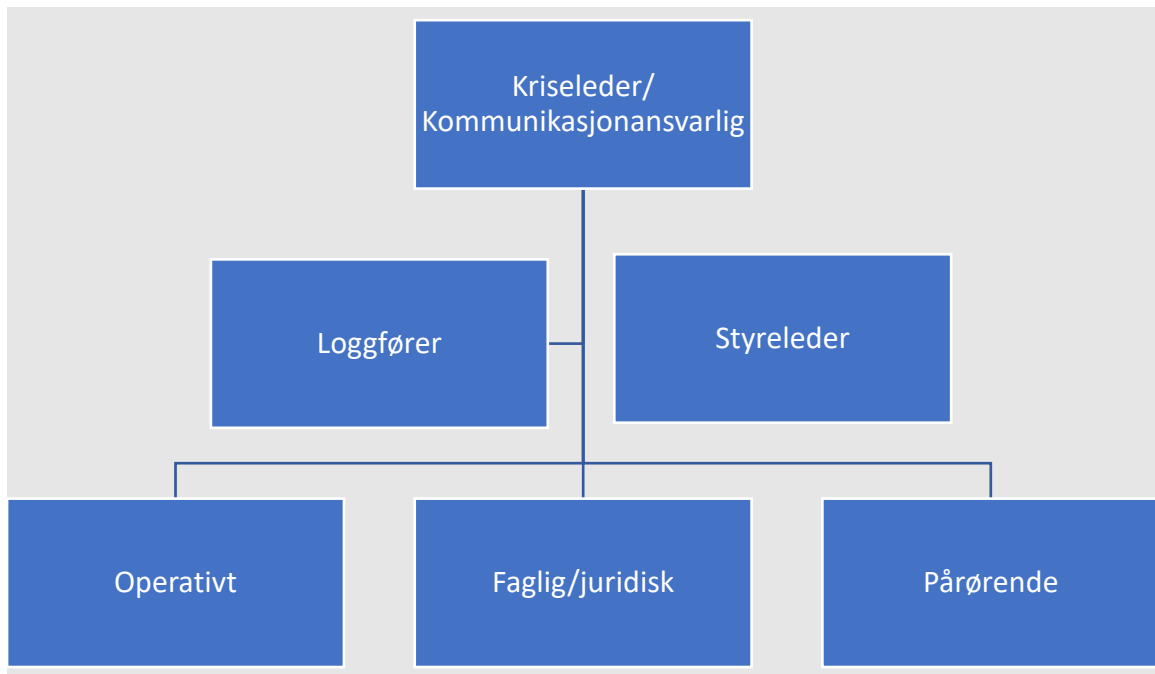 Kriseleder/
Kommunikasjonansvarlig
Loggfører
Styreleder
Operativt
Faglig/juridisk
Pårørende